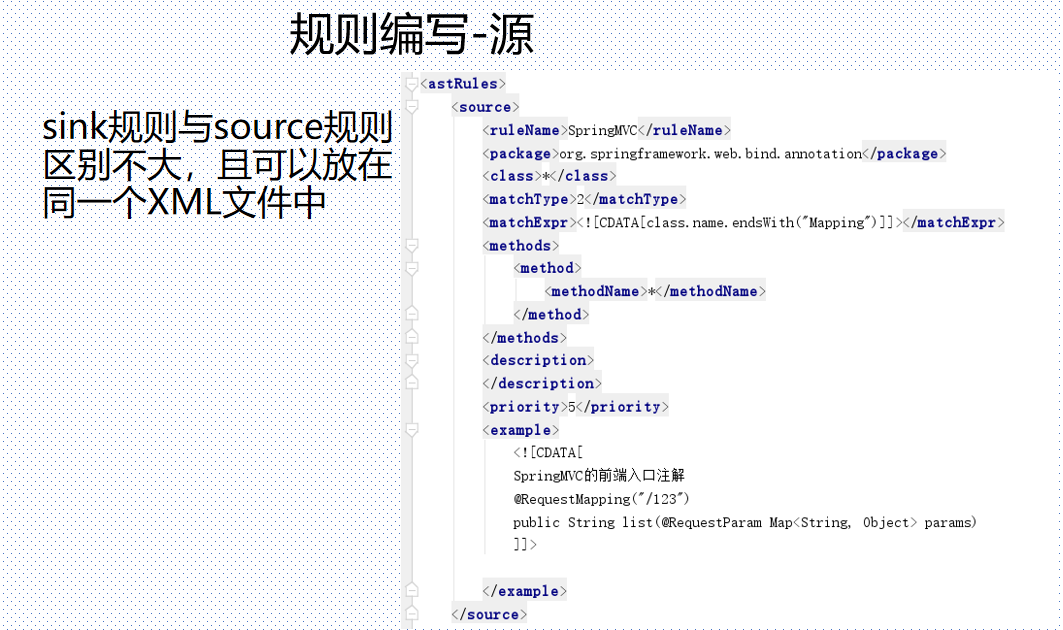 规则编写-源
sink规则与source规则
区别不大，且可以放在
同一个XML文件中
<astRules>
<source>
<ruleName>SpringMVC</ruleName>
<package>org.springframework.web.bind.annotation</package>
<class>*</class>
<matchType>2</matchType>
<matchExpr><![CDATA[class.name.endsWith("Mapping")]]></matchExpr>
<methods>
<method>
<methodName>*</methodName>
</method>
</methods>
<description>
</description>
<priority>5</priority>
<example>
<![CDATA[
SpringMVC的前端入口注解
@RequestMapping("/123")
public String list(@RequestParam Map<String, Object> params)
]]>
</example>
</source>